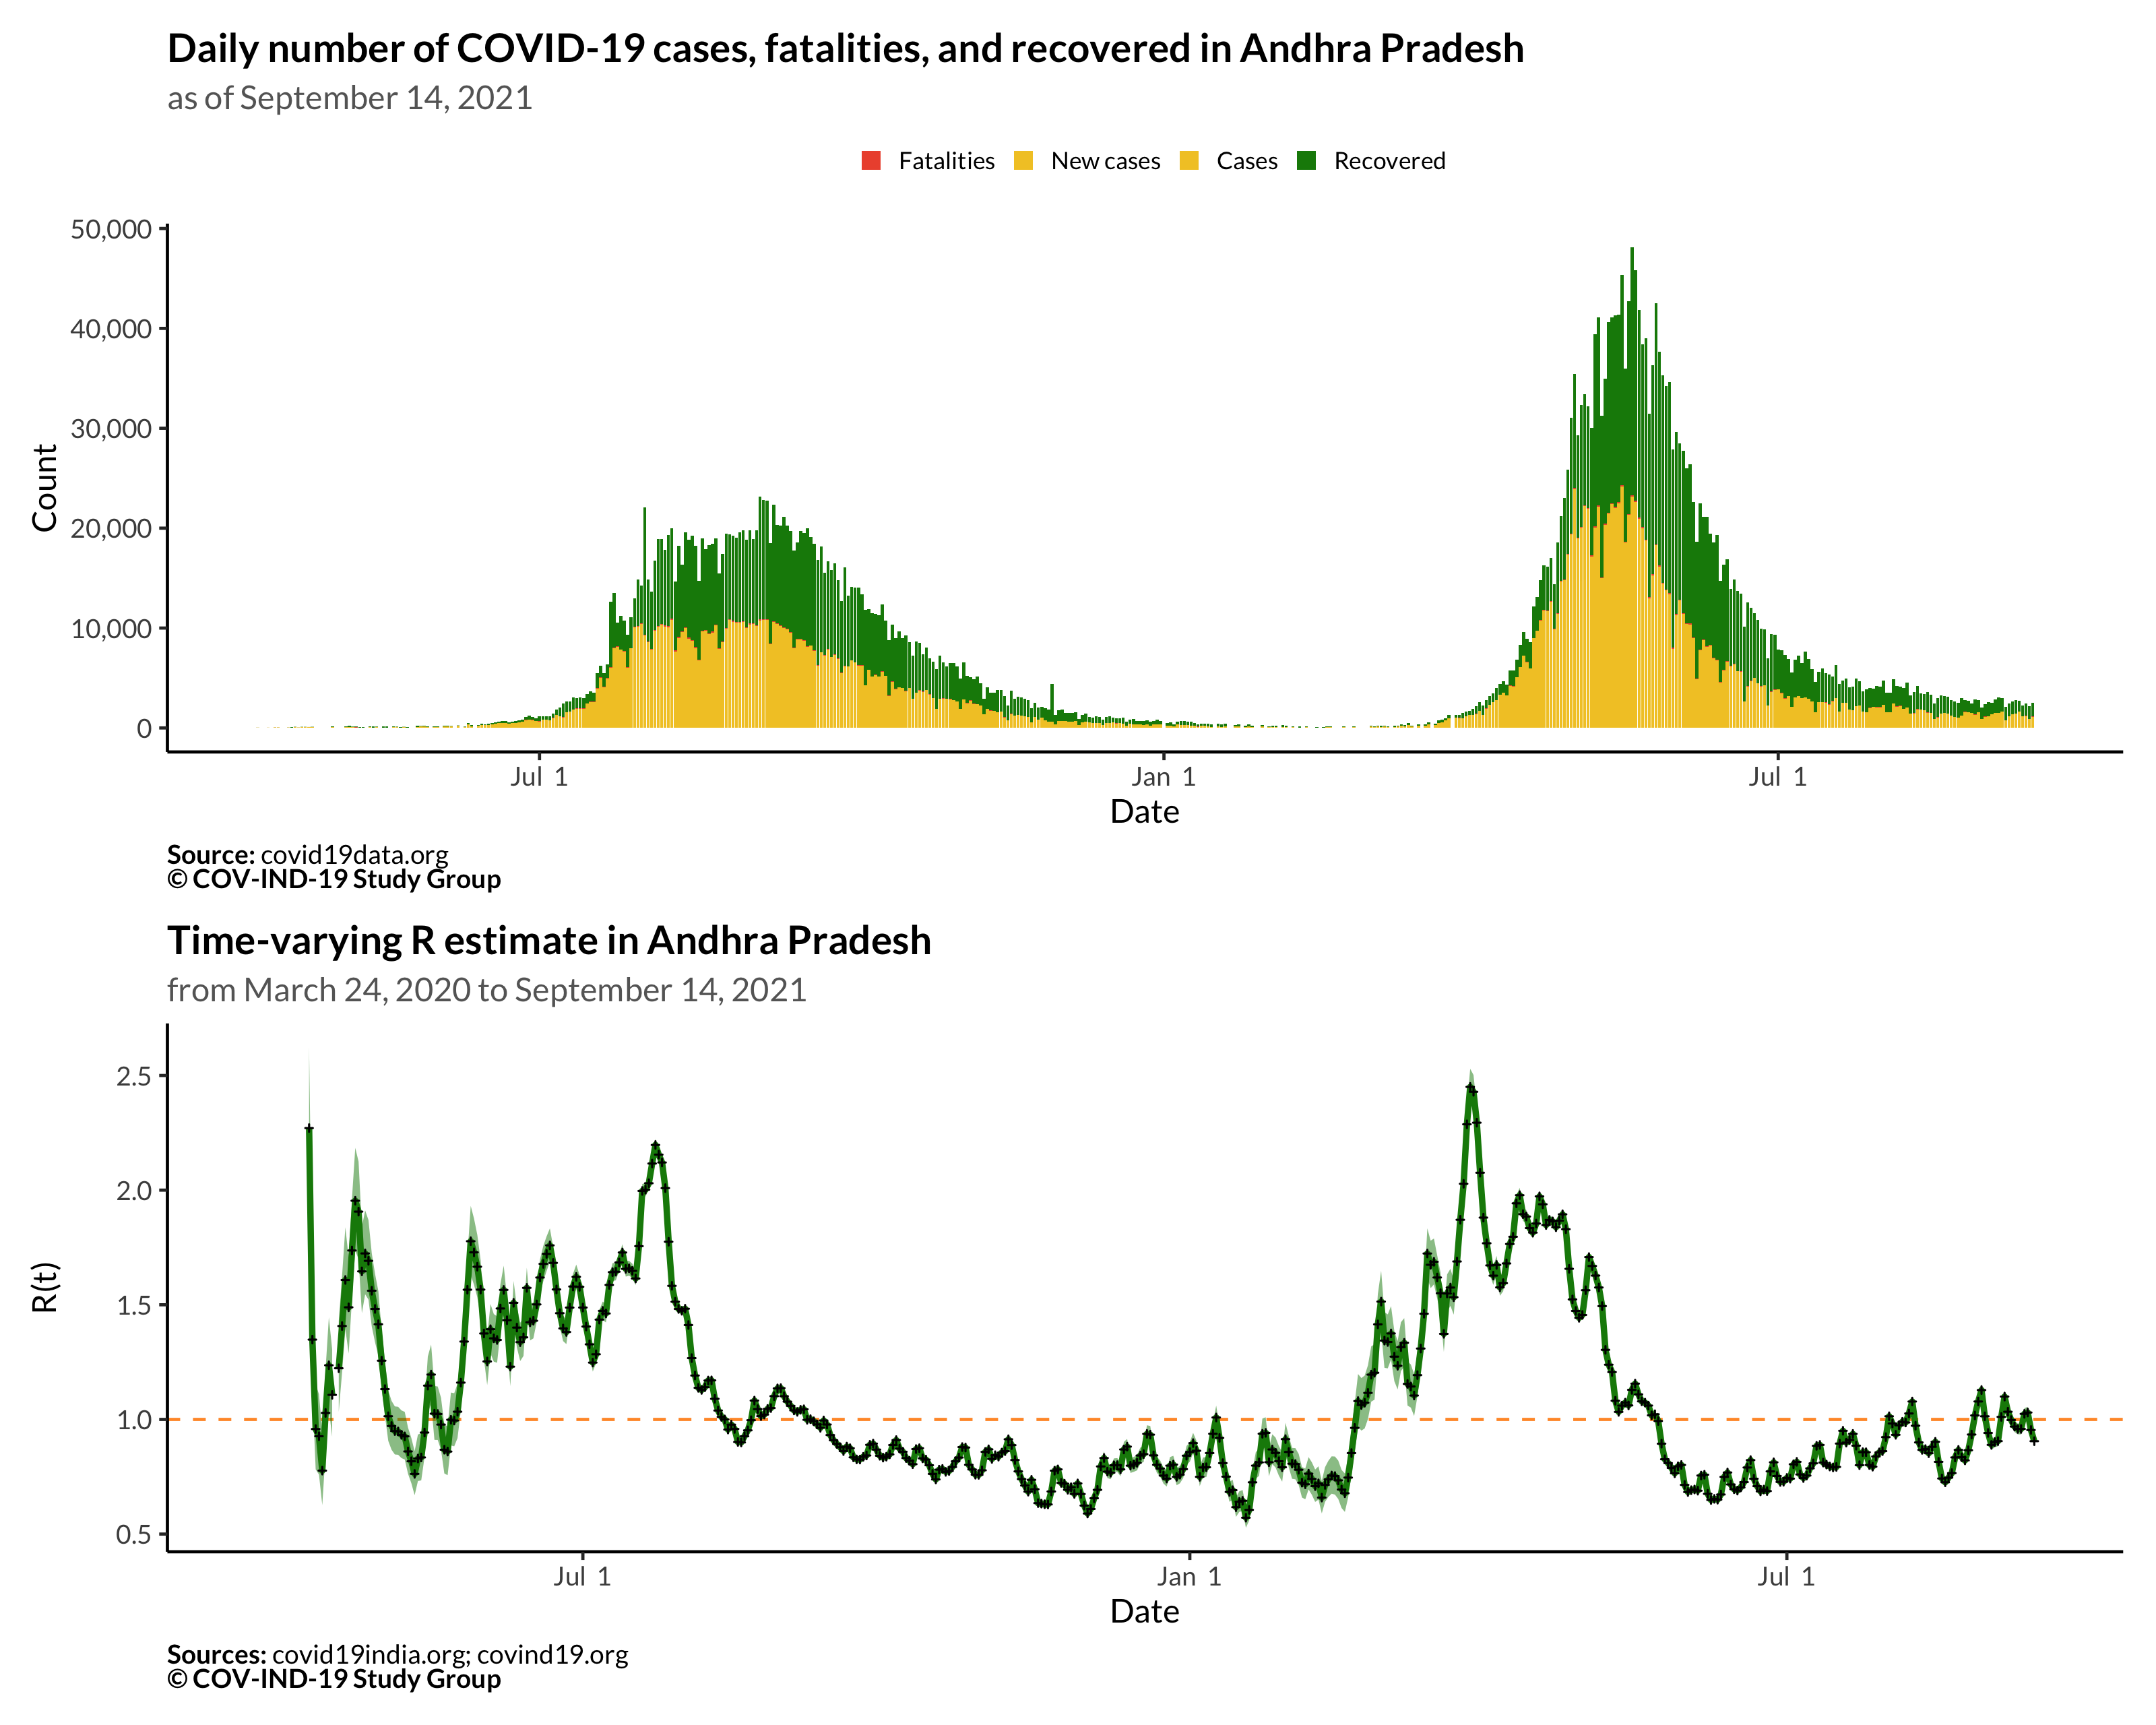 Daily number of COVID-19 cases, fatalities, and recovered in Andhra Pradesh
as of September 14, 2021
Fatalities New cases Cases Recovered
50,000
40,000
30,000
20,000
10,000
0
Count
Jul 1 Jan 1 Jul 1
Date
Source: covid19data.org
© COV-IND-19 Study Group
Time-varying R estimate in Andhra Pradesh
from March 24, 2020 to September 14, 2021
2.5
2.0
1.5
1.0
0.5
R(t)
Jul 1 Jan 1 Jul 1
Date
Sources: covid19india.org; covind19.org
© COV-IND-19 Study Group